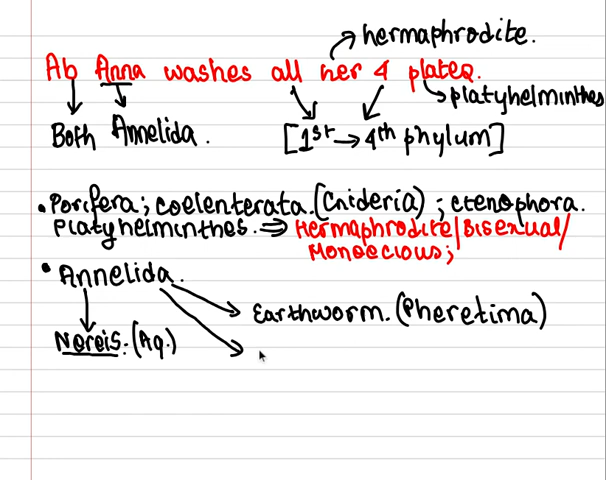 hermaphrodite.
Ab Anna washes all her 4 plates.
platyhelminthes
Both Annelida. [1st → 4th phylum]
• Porifera; coelenterata. (Cnideria); ctenophora.
Platyhelminthes. ⇒ Hermaphrodite/Bisexual/
Monoecious;
• Annelida.
Earthworm. (Pheretima)
Nereis. (Aq.)